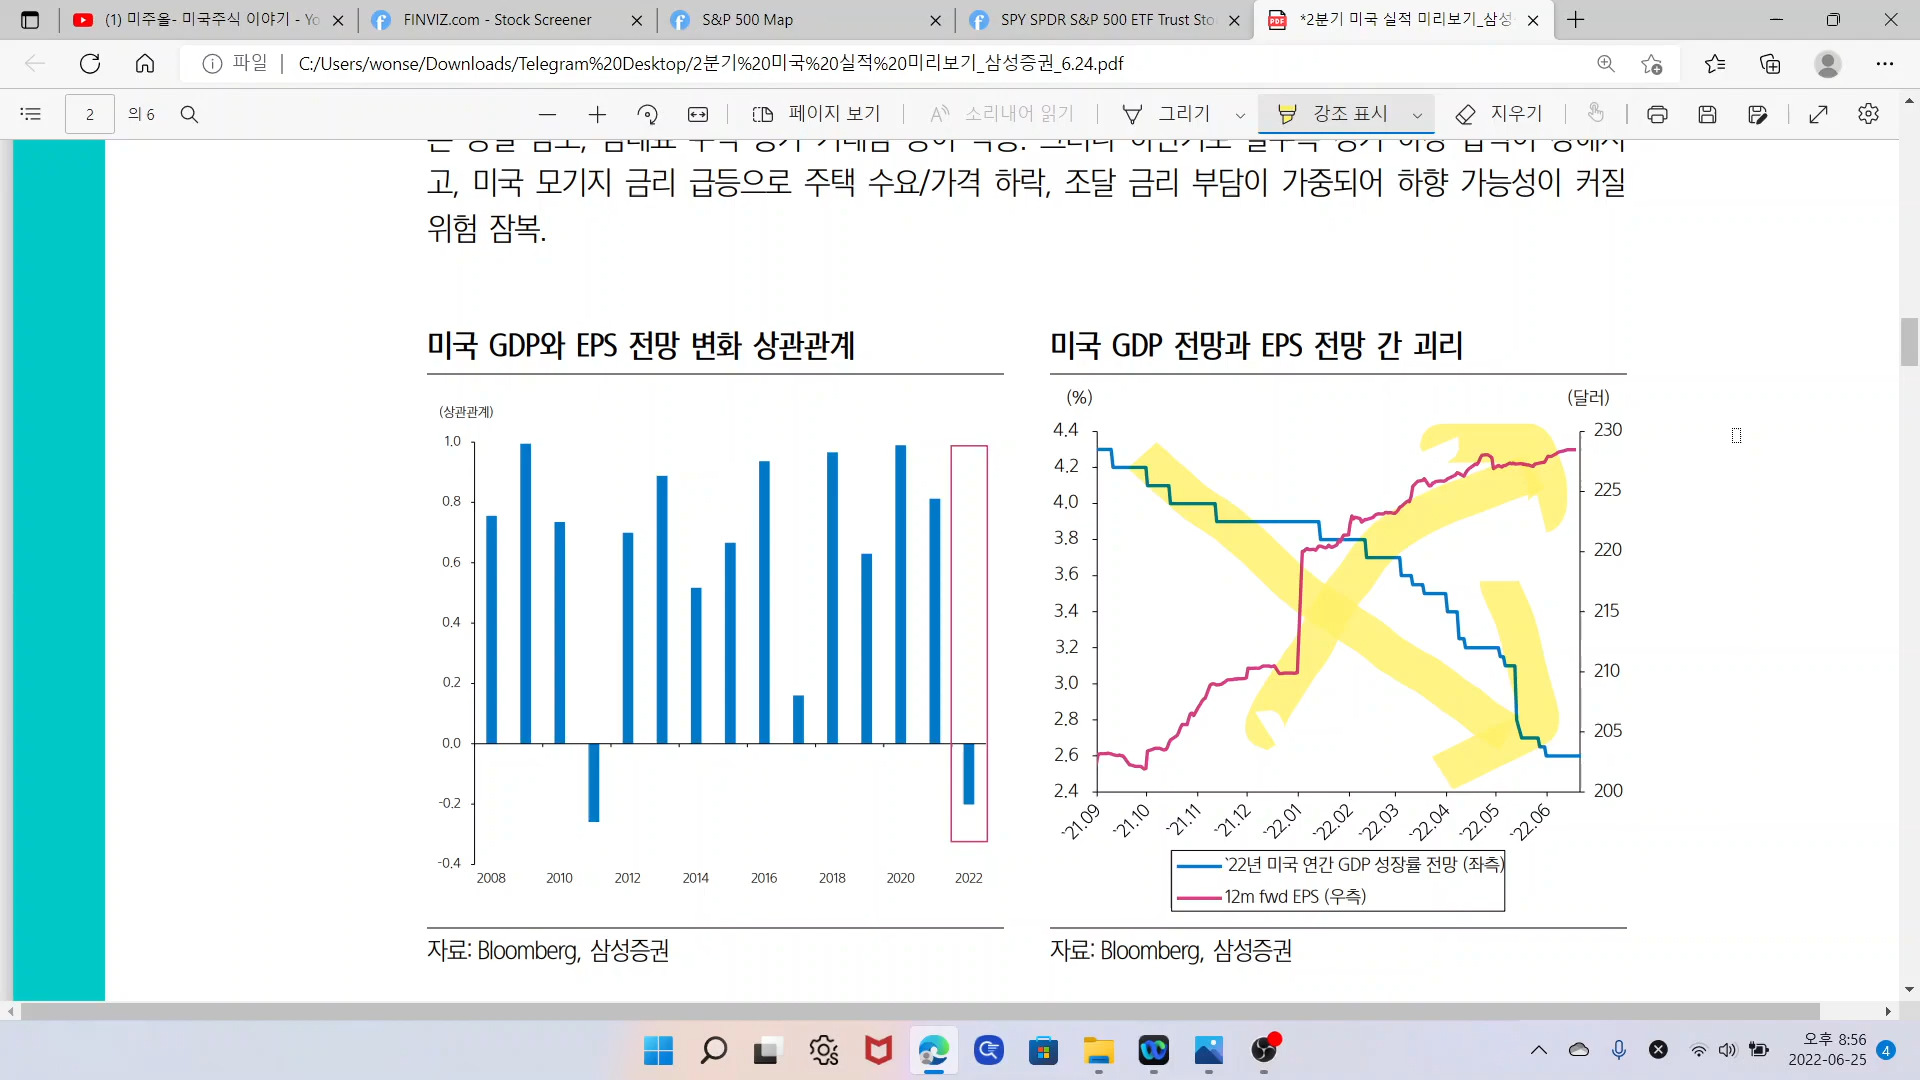 (1) 미주올- 미국주식 이야기 - Yo
FINVIZ.com - Stock Screener
S&P 500 Map
SPY SPDR S&P 500 ETF Trust Sto
*2분기 미국 실적 미리보기_삼성
파일
C:/Users/wonse/Downloads/Telegram%20Desktop/2분기%20미국%20실적%20미리보기_삼성증권_6.24.pdf
2 의 6
페이지 보기
소리내어 읽기
그리기
강조 표시
지우기
고, 미국 모기지 금리 급등으로 주택 수요/가격 하락, 조달 금리 부담이 가중되어 하향 가능성이 커질
위험 잠복.
미국 GDP와 EPS 전망 변화 상관관계
(상관관계)
1.0
0.8
0.6
0.4
0.2
0.0
-0.2
-0.4
2008 2010 2012 2014 2016 2018 2020 2022
자료: Bloomberg, 삼성증권
미국 GDP 전망과 EPS 전망 간 괴리
(%) (달러)
4.4 230
4.2
4.0 225
3.8 220
3.6
3.4 215
3.2
3.0 210
2.8 205
2.6
2.4 200
`21.09 `21.10 `21.11 `21.12 `22.01 `22.02 `22.03 `22.04 `22.05 `22.06
`22년 미국 연간 GDP 성장률 전망 (좌측)
12m fwd EPS (우측)
자료: Bloomberg, 삼성증권
오후 8:56
2022-06-25
4